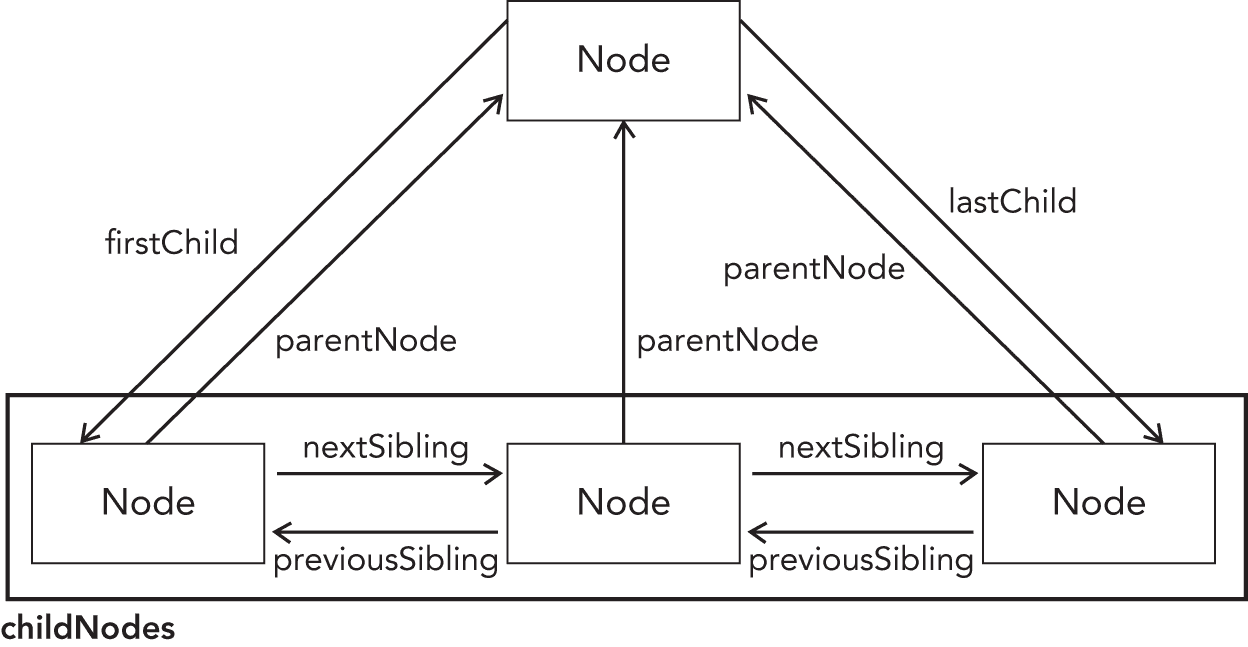 Node
lastChild
firstChild
parentNode
parentNode
parentNode
nextSibling
nextSibling
Node
Node
Node
previousSibling
previousSibling
childNodes